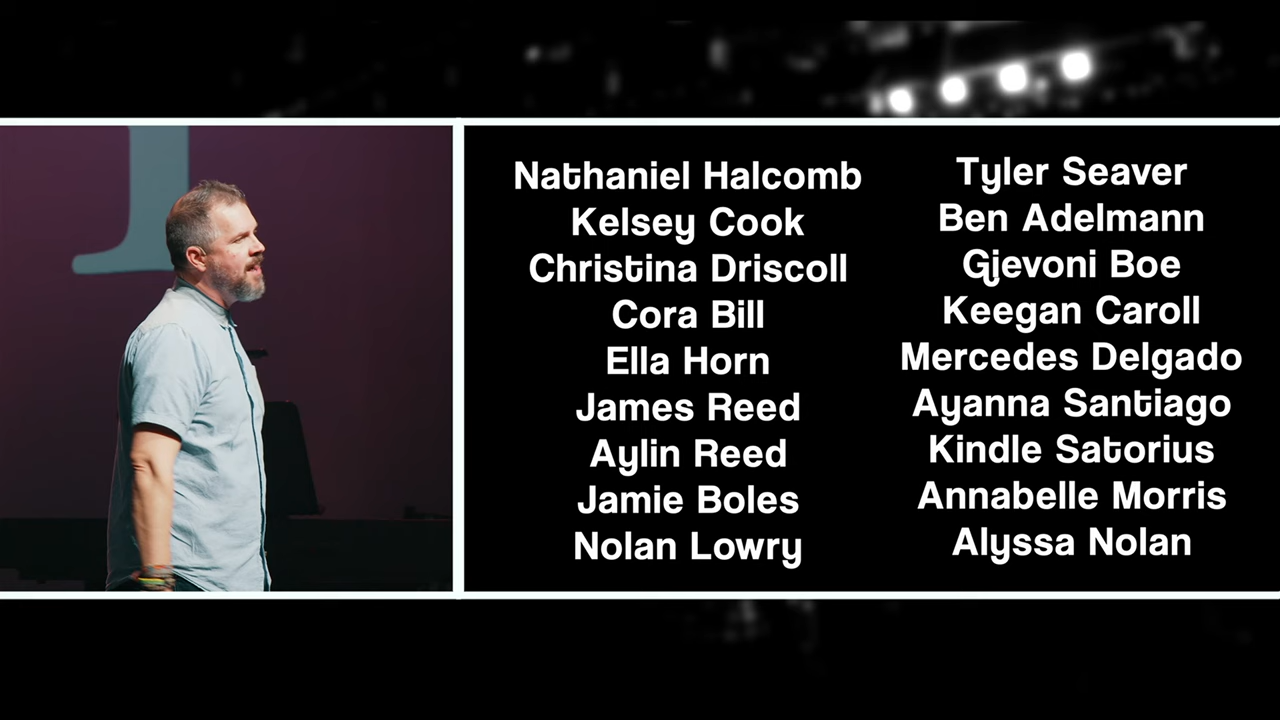 Nathaniel Halcomb
Kelsey Cook
Christina Driscoll
Cora Bill
Ella Horn
James Reed
Aylin Reed
Jamie Boles
Nolan Lowry
Tyler Seaver
Ben Adelmann
Gjevoni Boe
Keegan Caroll
Mercedes Delgado
Ayanna Santiago
Kindle Satorius
Annabelle Morris
Alyssa Nolan